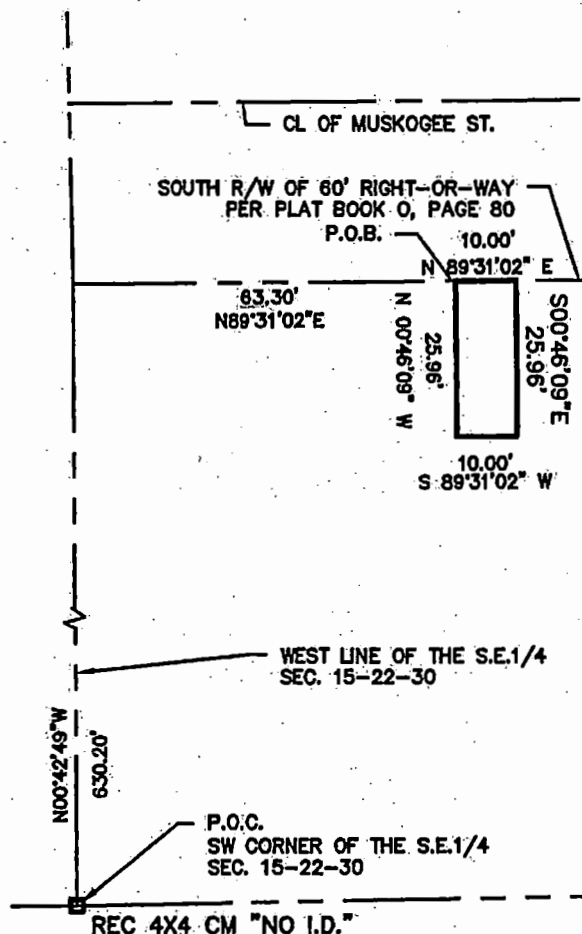 CL OF MUSKOGEE ST.
SOUTH R/W OF 60' RIGHT-OR-WAY
PER PLAT BOOK O, PAGE 80
P.O.B.
10.00'
N 89°31'02" E
63.30'
N89°31'02"E
N 00°46'09" W
25.96'
S00°46'09"E
25.96'
10.00'
S 89°31'02" W
WEST LINE OF THE S.E.1/4
SEC. 15-22-30
N00°42'49"W
630.20'
P.O.C.
SW CORNER OF THE S.E.1/4
SEC. 15-22-30
REC 4X4 CM "NO I.D."